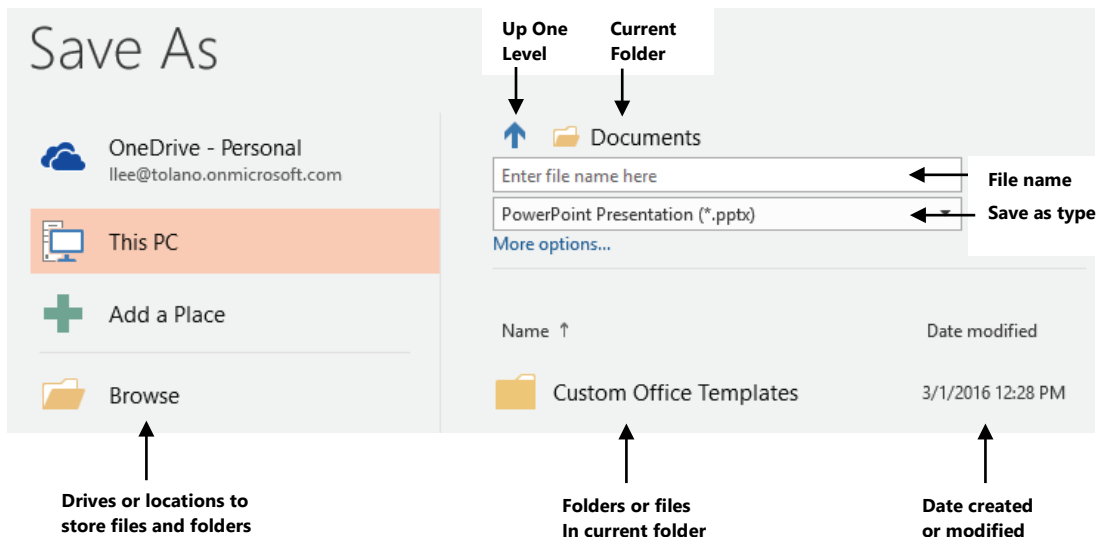 Save As
Up One
Level
Current
Folder
OneDrive - Personal
llee@tolano.onmicrosoft.com
This PC
Add a Place
Browse
Documents
Enter file name here
PowerPoint Presentation (*.pptx)
More options...
File name
Save as type
Name ↑
Date modified
Custom Office Templates
3/1/2016 12:28 PM
Drives or locations to
store files and folders
Folders or files
In current folder
Date created
or modified